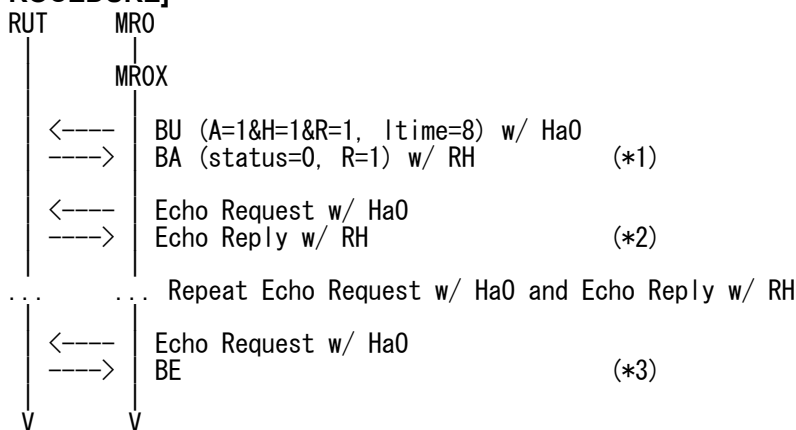 RUT MR0
MR0X
<---- BU (A=1&H=1&R=1, ltime=8) w/ HaO
----> BA (status=0, R=1) w/ RH (*1)
<---- Echo Request w/ HaO
----> Echo Reply w/ RH (*2)
... ... Repeat Echo Request w/ HaO and Echo Reply w/ RH
<---- Echo Request w/ HaO
----> BE (*3)
V V